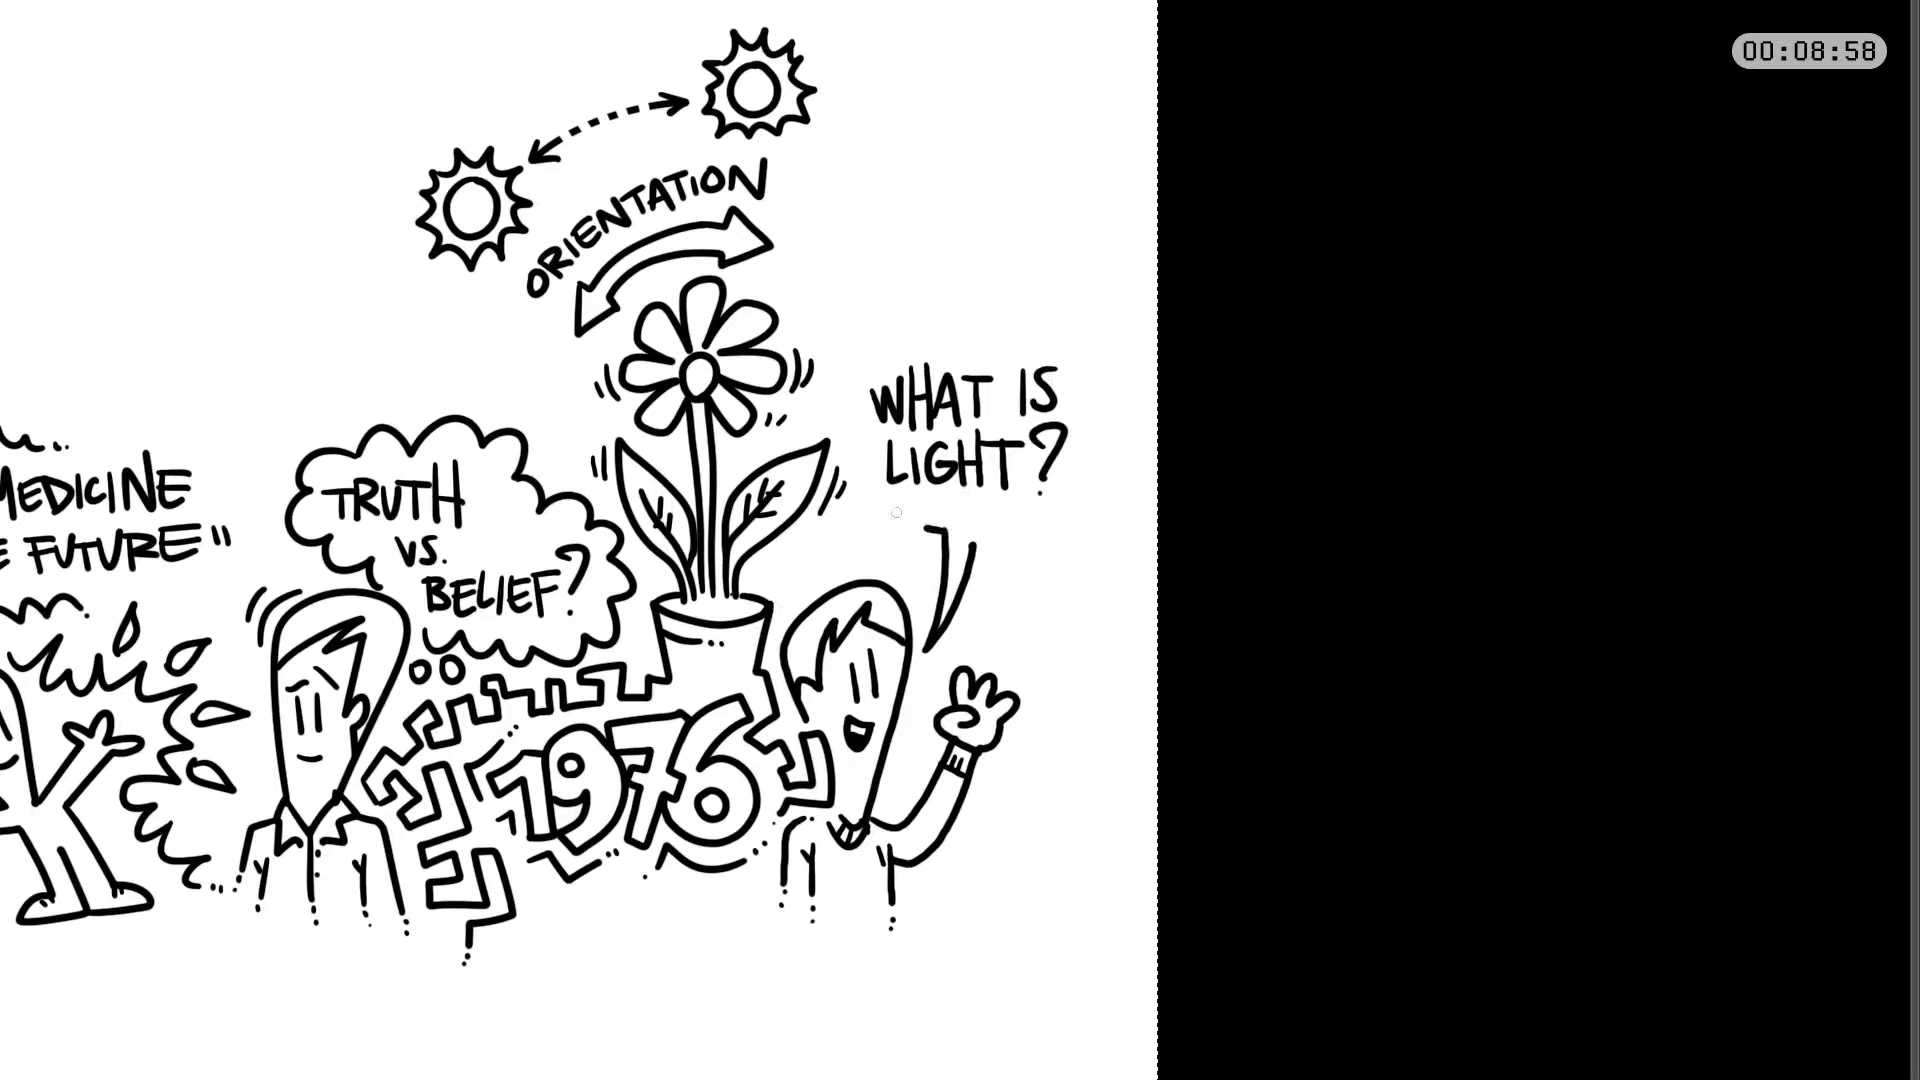 00:08:58
ORIENTATION
WHAT IS
LIGHT?
MEDICINE
FUTURE"
TRUTH
VS.
BELIEF?
1976